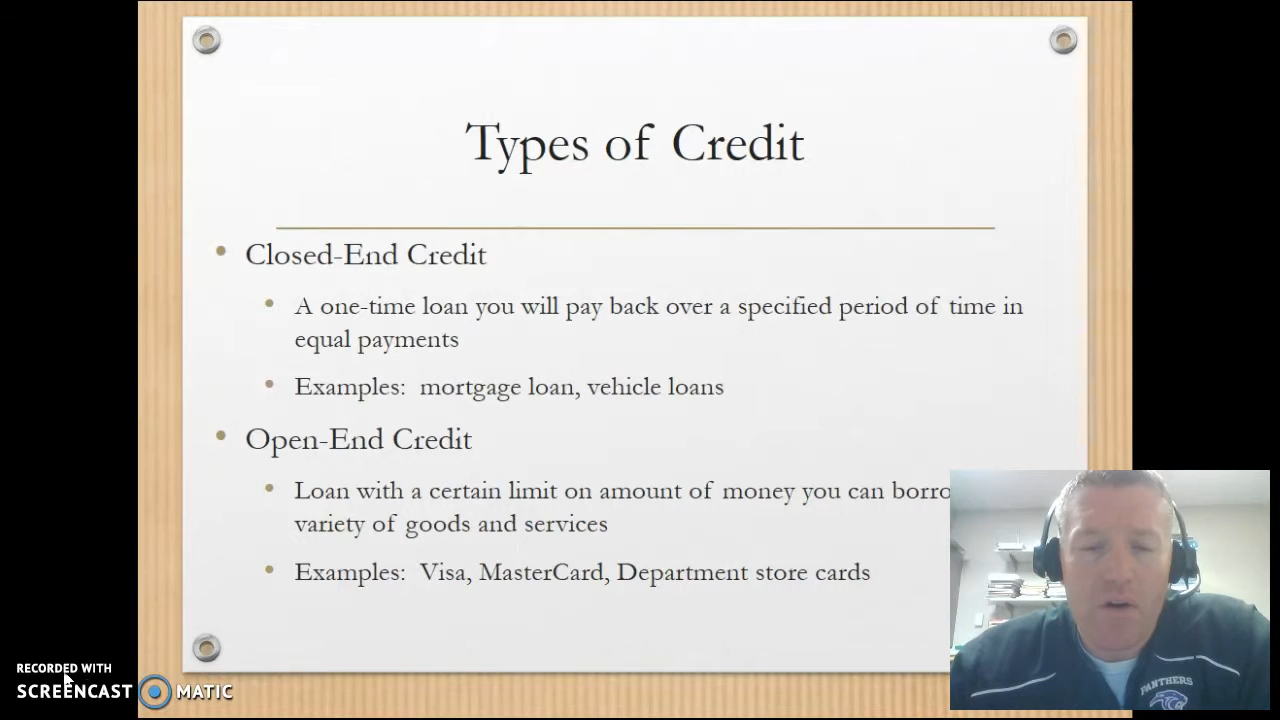 Types of Credit
Closed-End Credit
A one-time loan you will pay back over a specified period of time in
equal payments
Examples: mortgage loan, vehicle loans
Open-End Credit
Loan with a certain limit on amount of money you can
variety of goods and services
Examples: Visa, MasterCard, Department store cards
PANTHERS
RECORDED WITH
SCREENCAST MATIC